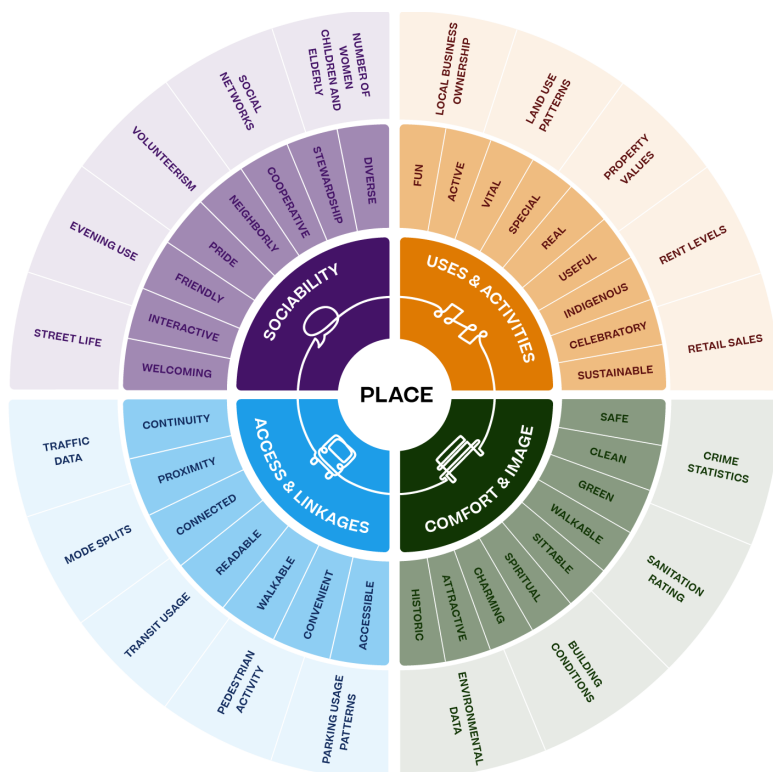 PLACE
SOCIABILITY
USES & ACTIVITIES
COMFORT & IMAGE
ACCESS & LINKAGES
WELCOMING
INTERACTIVE
FRIENDLY
PRIDE
NEIGHBORLY
COOPERATIVE
STEWARDSHIP
DIVERSE
FUN
ACTIVE
VITAL
SPECIAL
REAL
USEFUL
INDIGENOUS
CELEBRATORY
SUSTAINABLE
SAFE
CLEAN
GREEN
WALKABLE
SITTABLE
SPIRITUAL
CHARMING
ATTRACTIVE
HISTORIC
ACCESSIBLE
CONVENIENT
WALKABLE
READABLE
CONNECTED
PROXIMITY
CONTINUITY
STREET LIFE
EVENING USE
VOLUNTEERISM
SOCIAL
NETWORKS
NUMBER OF
WOMEN
CHILDREN AND
ELDERLY
LOCAL BUSINESS
OWNERSHIP
LAND USE
PATTERNS
PROPERTY
VALUES
RENT LEVELS
RETAIL SALES
CRIME
STATISTICS
SANITATION
RATING
BUILDING
CONDITIONS
ENVIRONMENTAL
DATA
PARKING USAGE
PATTERNS
PEDESTRIAN
ACTIVITY
TRANSIT USAGE
MODE SPLITS
TRAFFIC
DATA